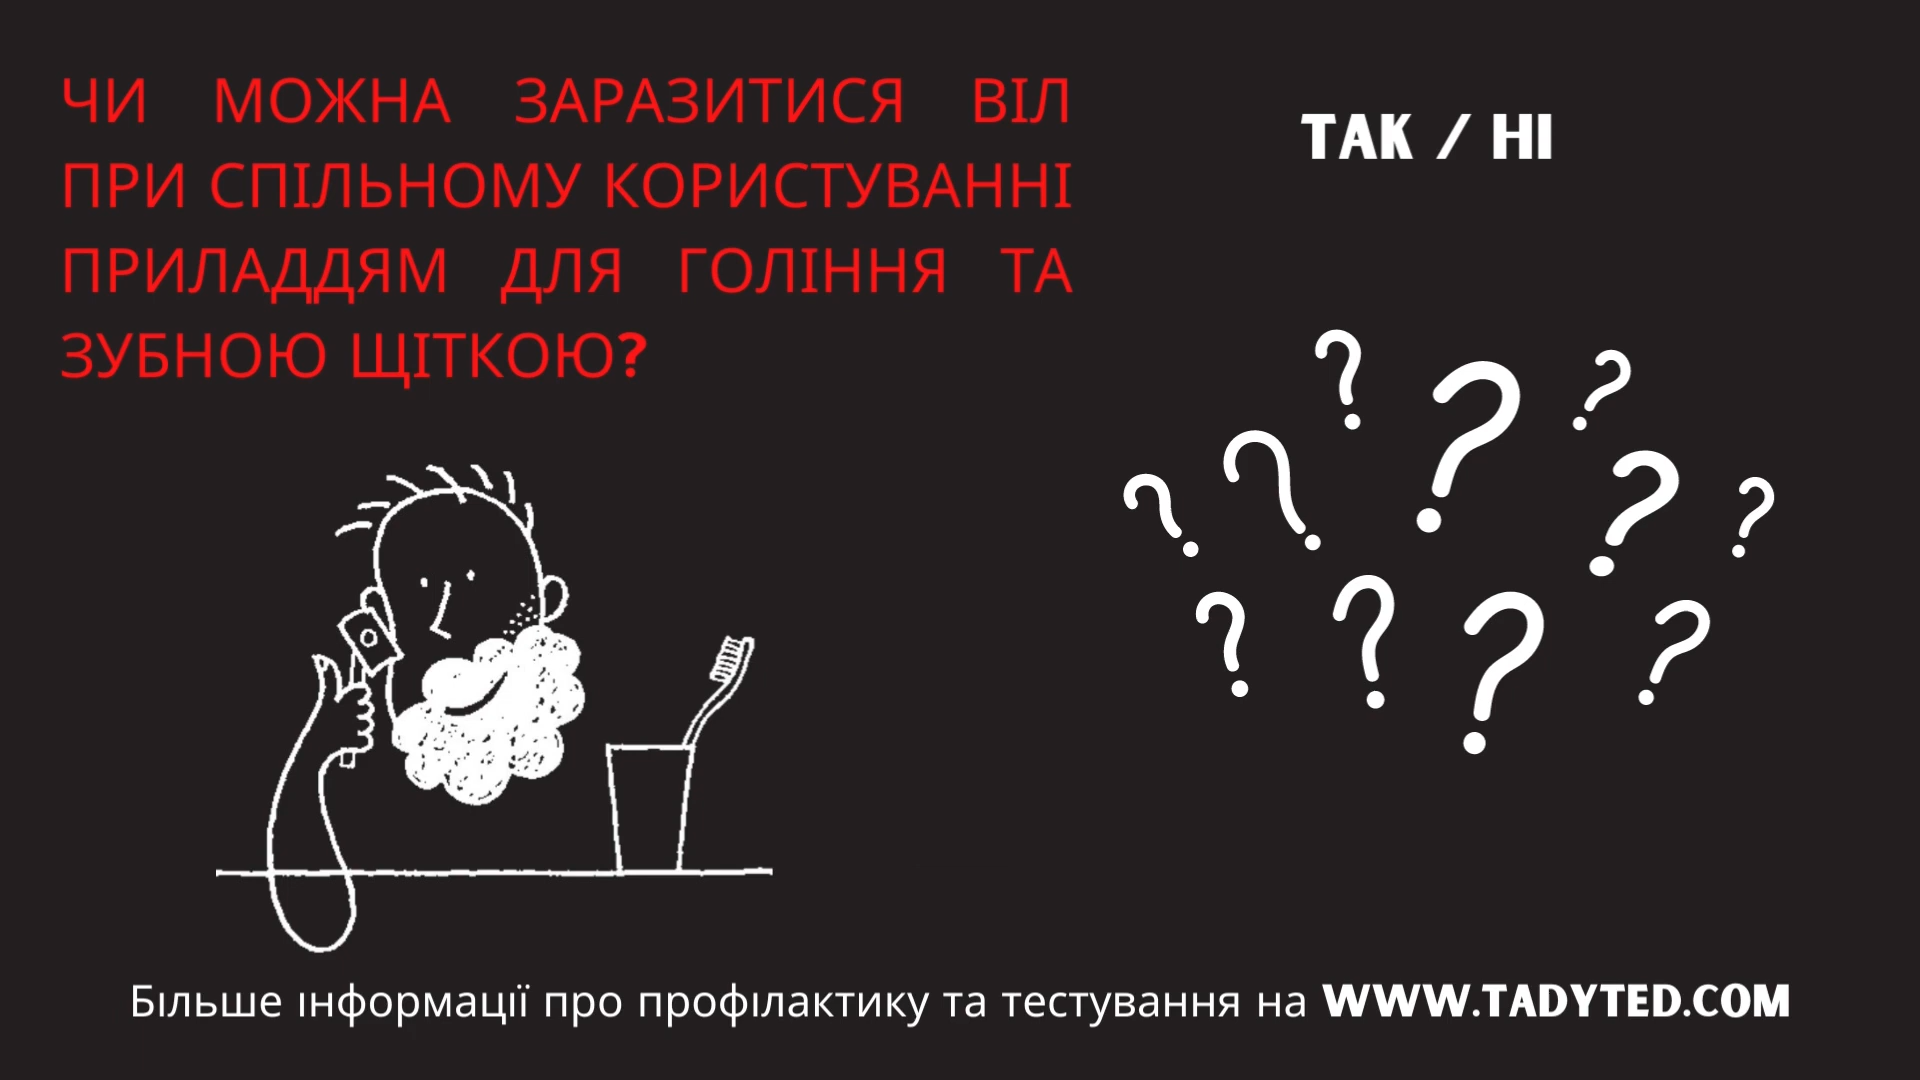 ЧИ МОЖНА ЗАРАЗИТИСЯ ВІЛ
ПРИ СПІЛЬНОМУ КОРИСТУВАННІ
ПРИЛАДДЯМ ДЛЯ ГОЛІННЯ ТА
ЗУБНОЮ ЩІТКОЮ?
ТАК / НІ
Більше інформації про профілактику та тестування на WWW.TADYTED.COM